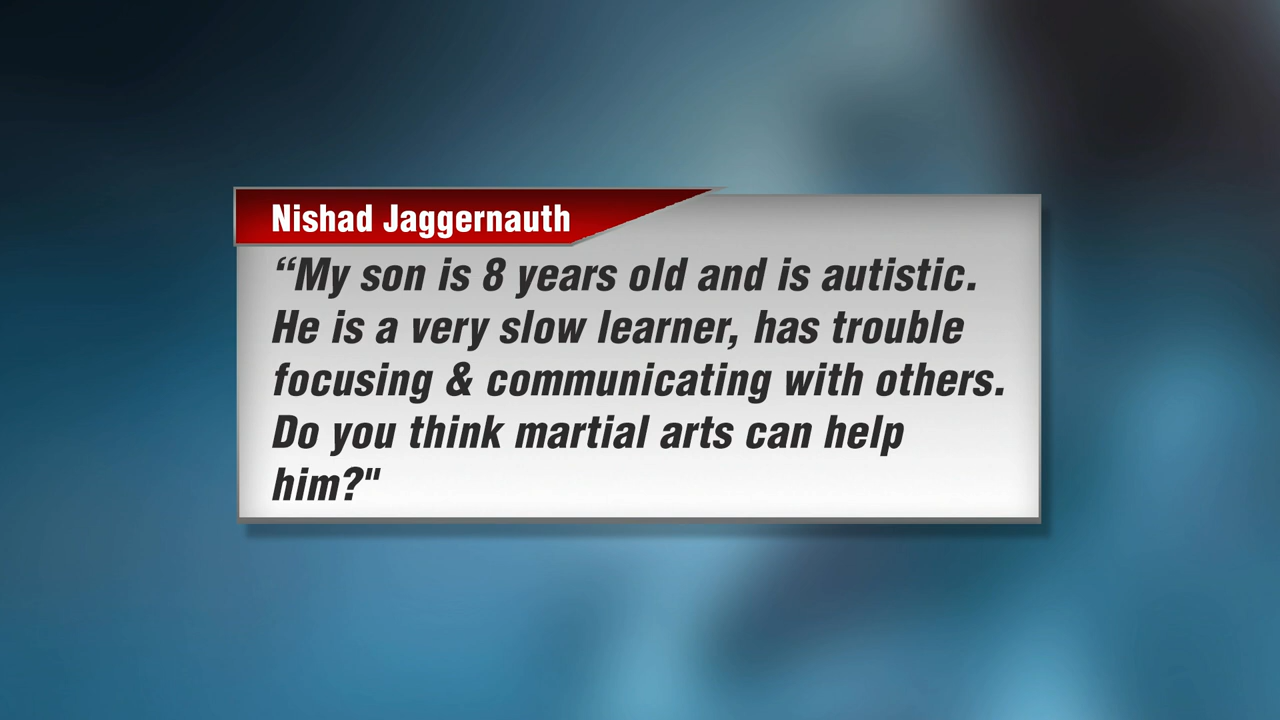 Nishad Jaggernauth
“My son is 8 years old and is autistic.
He is a very slow learner, has trouble
focusing & communicating with others.
Do you think martial arts can help
him?"